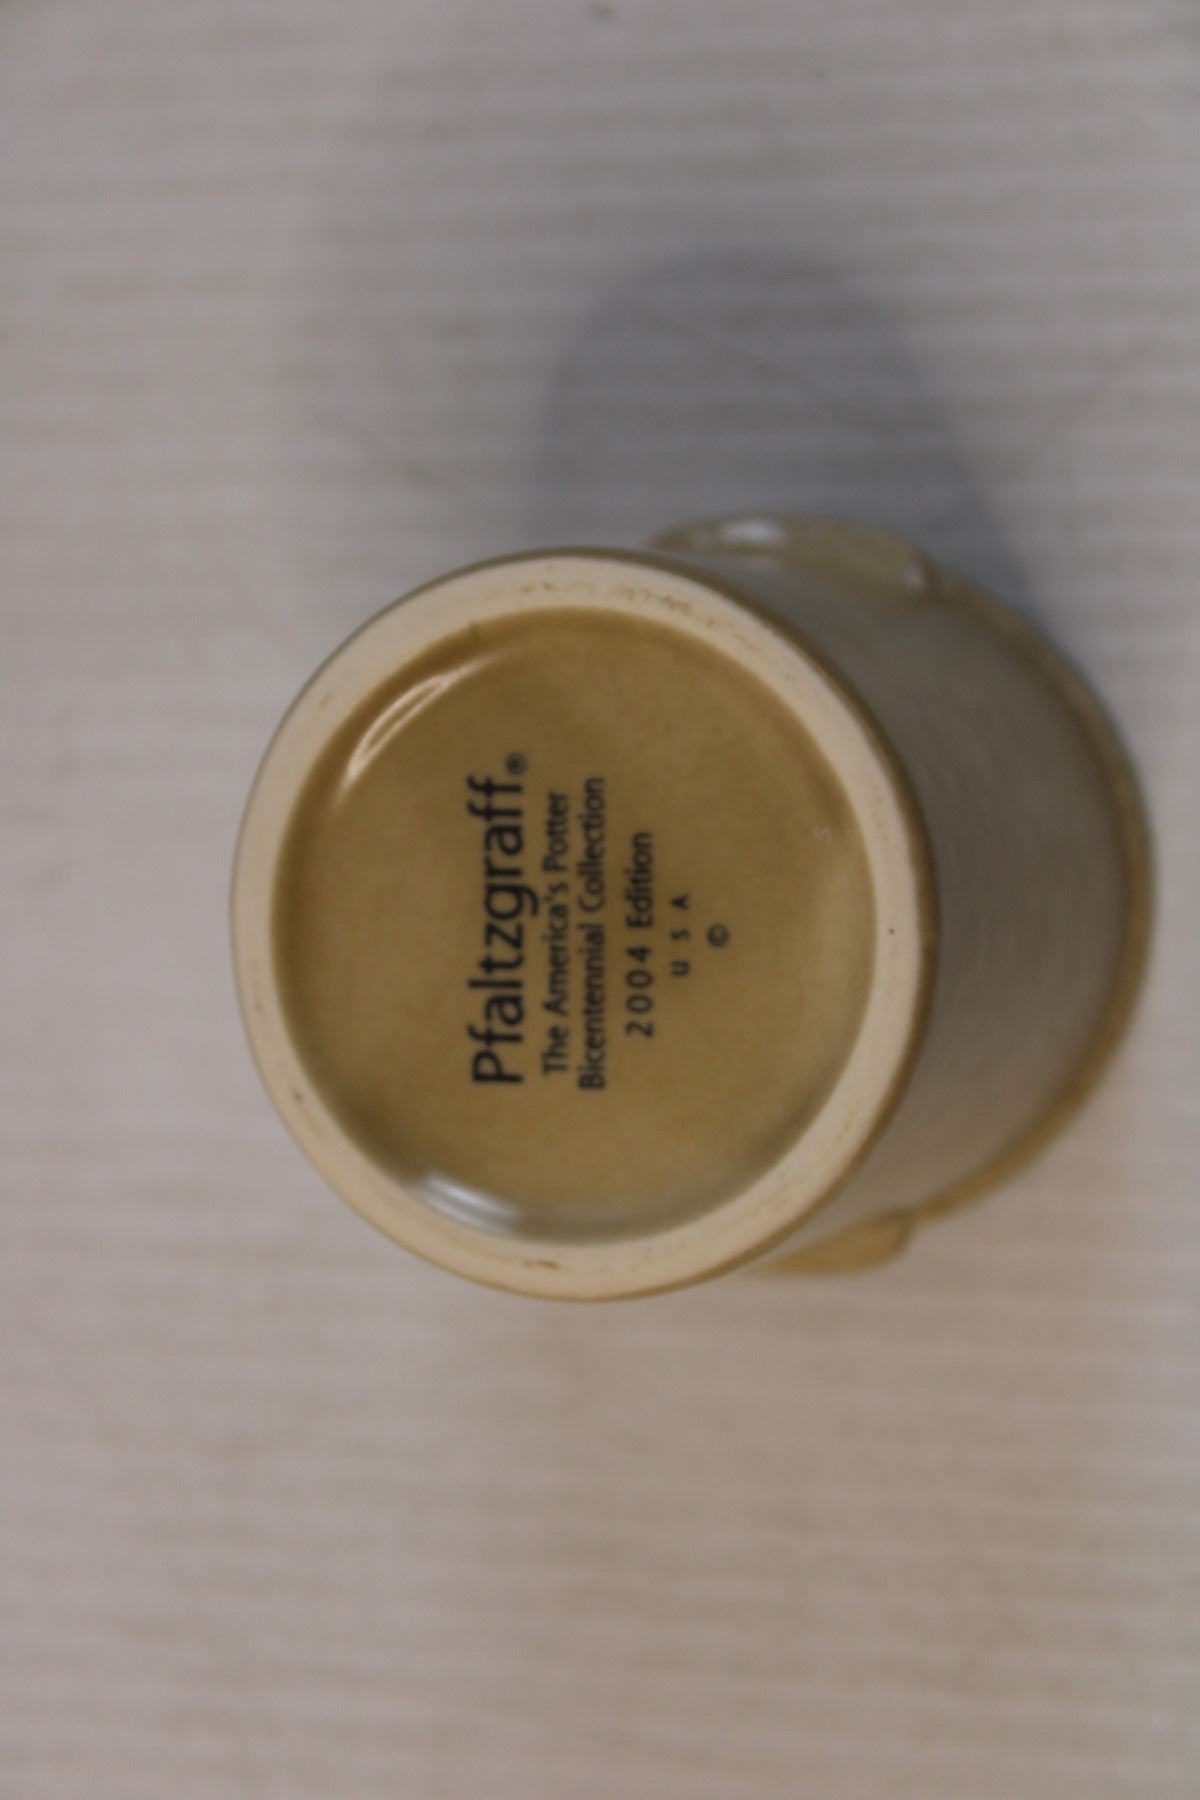 Pfaltzgraff®
The America's Potter
Bicentennial Collection
2004 Edition
U S A
©
S